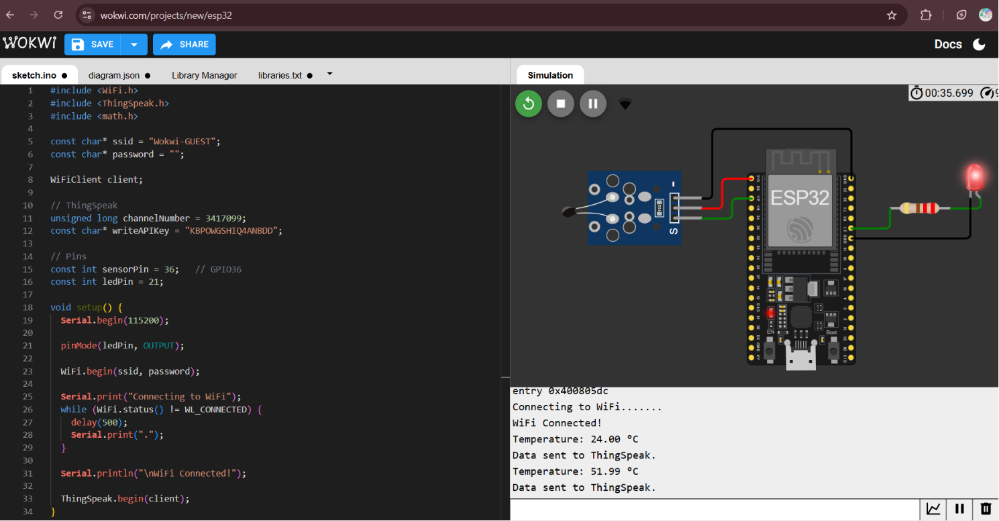 wokwi.com/projects/new/esp32
WOKWi SAVE SHARE Docs
sketch.ino diagram.json Library Manager libraries.txt
Simulation
1 #include <WiFi.h>
2 #include <ThingSpeak.h>
3 #include <math.h>
4
5 const char* ssid = "Wokwi-GUEST";
6 const char* password = "";
7
8 WiFiClient client;
9
10 // ThingSpeak
11 unsigned long channelNumber = 3417099;
12 const char* writeAPIKey = "KBPOWGSHIQ4ANBDD";
13
14 // Pins
15 const int sensorPin = 36; // GPIO36
16 const int ledPin = 21;
17
18 void setup() {
19 Serial.begin(115200);
20
21 pinMode(ledPin, OUTPUT);
22
23 WiFi.begin(ssid, password);
24
25 Serial.print("Connecting to WiFi");
26 while (WiFi.status() != WL_CONNECTED) {
27 delay(500);
28 Serial.print(".");
29 }
30
31 Serial.println("\nWiFi Connected!");
32
33 ThingSpeak.begin(client);
34 }
00:35.699 9
S
-
103
ESP32
EN
Boot
entry 0x400805dc
Connecting to WiFi.......
WiFi Connected!
Temperature: 24.00 °C
Data sent to ThingSpeak.
Temperature: 51.99 °C
Data sent to ThingSpeak.